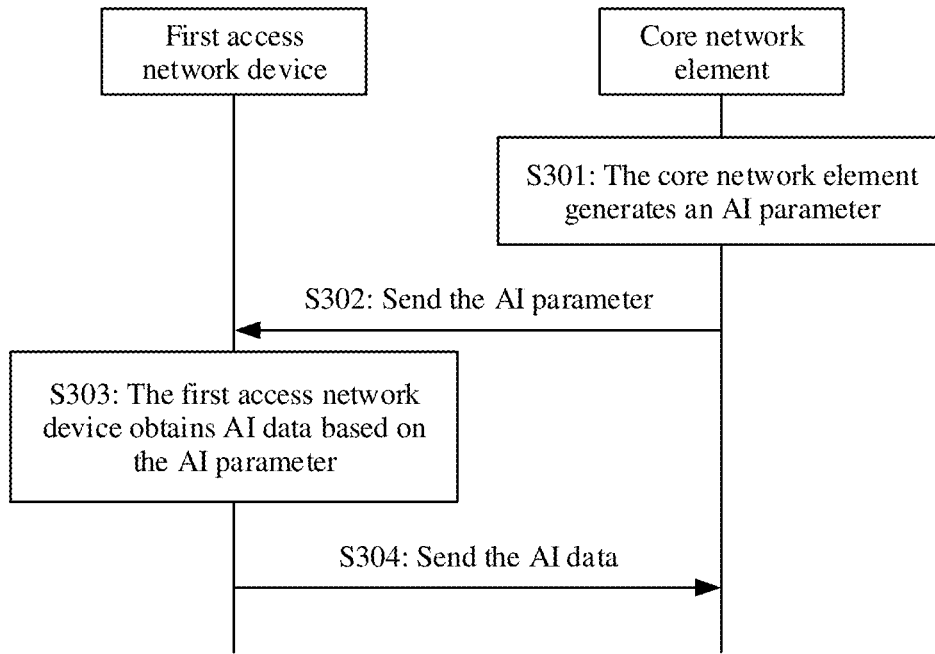 First access
network device
Core network
element
S301: The core network element
generates an AI parameter
S302: Send the AI parameter
S303: The first access network
device obtains AI data based on
the AI parameter
S304: Send the AI data